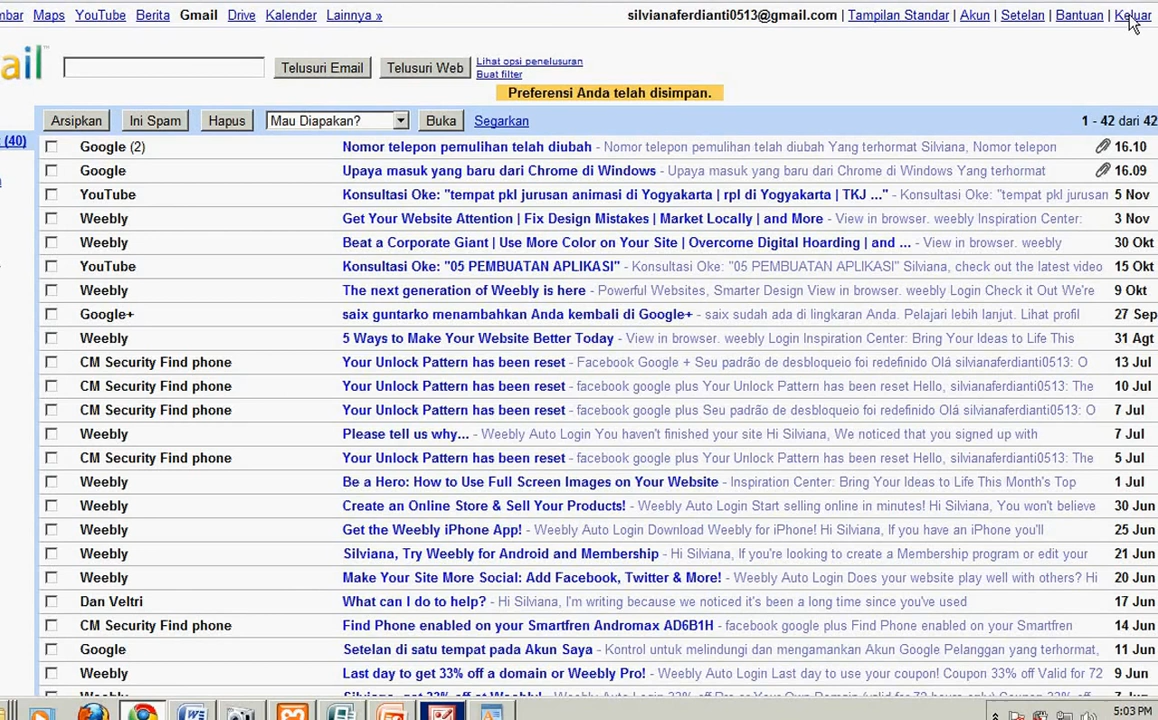 mbar Maps YouTube Berita Gmail Drive Kalender Lainnya » silvianaferdianti0513@gmail.com | Tampilan Standar | Akun | Setelan | Bantuan | Keluar
ail Telusuri Email Telusuri Web Lihat opsi penelusuran
Buat filter
Preferensi Anda telah disimpan.
Arsipkan Ini Spam Hapus Mau Diapakan? Buka Segarkan 1 - 42 dari 42
(40)
Google (2) Nomor telepon pemulihan telah diubah - Nomor telepon pemulihan telah diubah Yang terhormat Silviana, Nomor telepon 16.10
Google Upaya masuk yang baru dari Chrome di Windows - Upaya masuk yang baru dari Chrome di Windows Yang terhormat 16.09
YouTube Konsultasi Oke: "tempat pkl jurusan animasi di Yogyakarta | rpl di Yogyakarta | TKJ ..." - Konsultasi Oke: "tempat pkl jurusan 5 Nov
Weebly Get Your Website Attention | Fix Design Mistakes | Market Locally | and More - View in browser. weebly Inspiration Center: 3 Nov
Weebly Beat a Corporate Giant | Use More Color on Your Site | Overcome Digital Hoarding | and ... - View in browser. weebly 30 Okt
YouTube Konsultasi Oke: "05 PEMBUATAN APLIKASI" - Konsultasi Oke: "05 PEMBUATAN APLIKASI" Silviana, check out the latest video 15 Okt
Weebly The next generation of Weebly is here - Powerful Websites, Smarter Design View in browser. weebly Login Check it Out We're 9 Okt
Google+ saix guntarko menambahkan Anda kembali di Google+ - saix sudah ada di lingkaran Anda. Pelajari lebih lanjut. Lihat profil 27 Sep
Weebly 5 Ways to Make Your Website Better Today - View in browser. weebly Login Inspiration Center: Bring Your Ideas to Life This 31 Agt
CM Security Find phone Your Unlock Pattern has been reset - Facebook Google + Seu padrão de desbloqueio foi redefinido Olá silvianaferdianti0513: O 13 Jul
CM Security Find phone Your Unlock Pattern has been reset - facebook google plus Your Unlock Pattern has been reset Hello, silvianaferdianti0513: The 10 Jul
CM Security Find phone Your Unlock Pattern has been reset - facebook google plus Seu padrão de desbloqueio foi redefinido Olá silvianaferdianti0513: O 7 Jul
Weebly Please tell us why... - Weebly Auto Login You haven't finished your site Hi Silviana, We noticed that you signed up with 7 Jul
CM Security Find phone Your Unlock Pattern has been reset - facebook google plus Your Unlock Pattern has been reset Hello, silvianaferdianti0513: The 5 Jul
Weebly Be a Hero: How to Use Full Screen Images on Your Website - Inspiration Center: Bring Your Ideas to Life This Month's Top 1 Jul
Weebly Create an Online Store & Sell Your Products! - Weebly Auto Login Start selling online in minutes! Hi Silviana, You won't believe 30 Jun
Weebly Get the Weebly iPhone App! - Weebly Auto Login Download Weebly for iPhone! Hi Silviana, If you have an iPhone you'll 25 Jun
Weebly Silviana, Try Weebly for Android and Membership - Hi Silviana, If you're looking to create a Membership program or edit your 21 Jun
Weebly Make Your Site More Social: Add Facebook, Twitter & More! - Weebly Auto Login Does your website play well with others? Hi 20 Jun
Dan Veltri What can I do to help? - Hi Silviana, I'm writing because we noticed it's been a long time since you've used 17 Jun
CM Security Find phone Find Phone enabled on your Smartfren Andromax AD6B1H - facebook google plus Find Phone enabled on your Smartfren 14 Jun
Google Setelan di satu tempat pada Akun Saya - Kontrol untuk melindungi dan mengamankan Akun Google Pelanggan yang terhormat, 11 Jun
Weebly Last day to get 33% off a domain or Weebly Pro! - Weebly Auto Login Last day to use your coupon! Coupon 33% off Valid for 72 9 Jun
5:03 PM